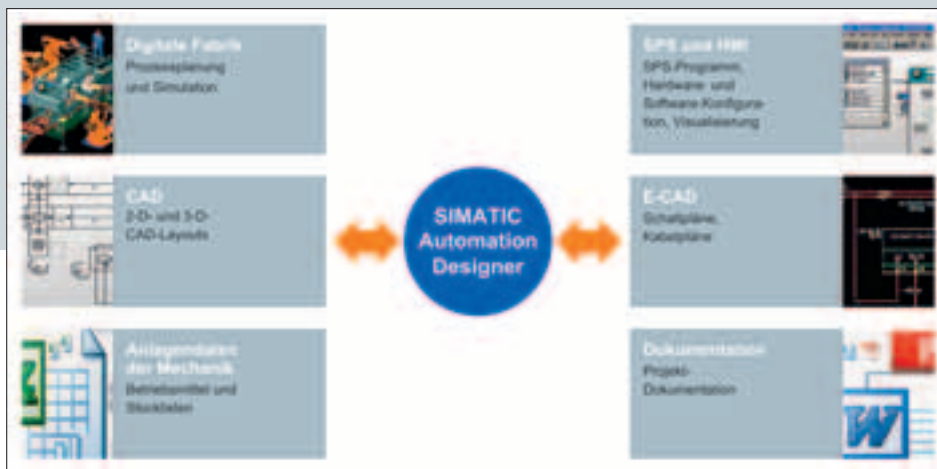 Digitale Fabrik
Prozessplanung
und Simulation
CAD
2-D- und 3-D-
CAD-Layouts
Anlagendaten
der Mechanik
Betriebsmittel und
Stücklisten
SIMATIC
Automation
Designer
SPS und HMI
SPS-Programm,
Hardware- und
Software-Konfigura-
tion, Visualisierung
E-CAD
Schaltpläne,
Kabelpläne
Dokumentation
Projekt-
Dokumentation
W